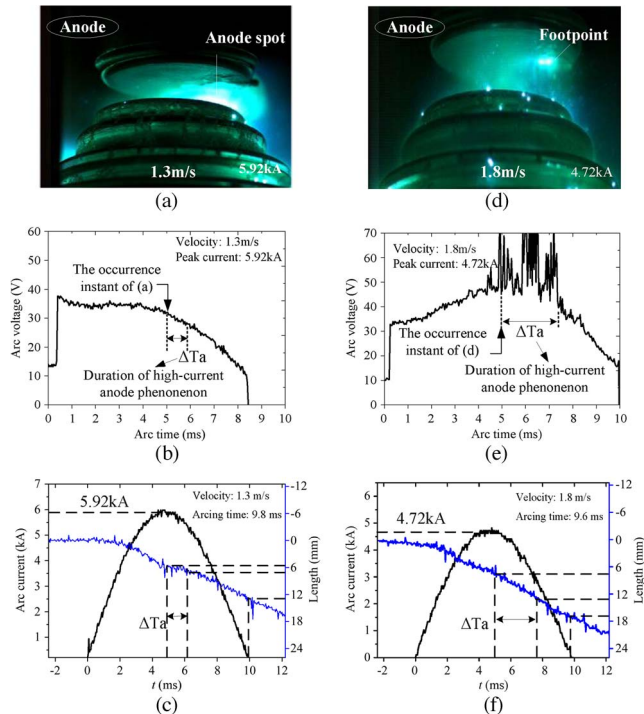 Anode
Anode spot
1.3m/s
5.92kA
(a)
Anode
Footpoint
1.8m/s
4.72kA
(d)
60
50
40
30
20
10
0
Arc voltage (V)
Velocity: 1.3m/s
Peak current: 5.92kA
The occurrence
instant of (a)
ΔTa
Duration of high-current
anode phenonenon
0 1 2 3 4 5 6 7 8 9 10
Arc time (ms)
(b)
70
60
50
40
30
20
10
0
Arc voltage (V)
Velocity: 1.8m/s
Peak current: 4.72kA
The occurrence
instant of (d)
ΔTa
Duration of high-current
anode phenonenon
0 1 2 3 4 5 6 7 8 9 10
Arc time (ms)
(e)
7
6
5
4
3
2
1
Arc current (kA)
5.92kA
Velocity: 1.3 m/s
Arcing time: 9.8 ms
ΔTa
-12
-6
0
6
12
18
24
Length (mm)
-2 0 2 4 6 8 10 12
t (ms)
(c)
6
5
4
3
2
1
Arc current (kA)
4.72kA
Velocity: 1.8 m/s
Arcing time: 9.6 ms
ΔTa
-12
-6
0
6
12
18
24
Length (mm)
-2 0 2 4 6 8 10 12
t (ms)
(f)